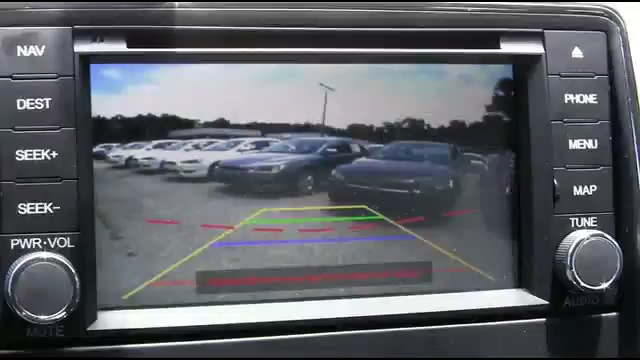 NAV
DEST
SEEK+
SEEK-
PWR·VOL
MUTE
PHONE
MENU
MAP
TUNE
AUDIO